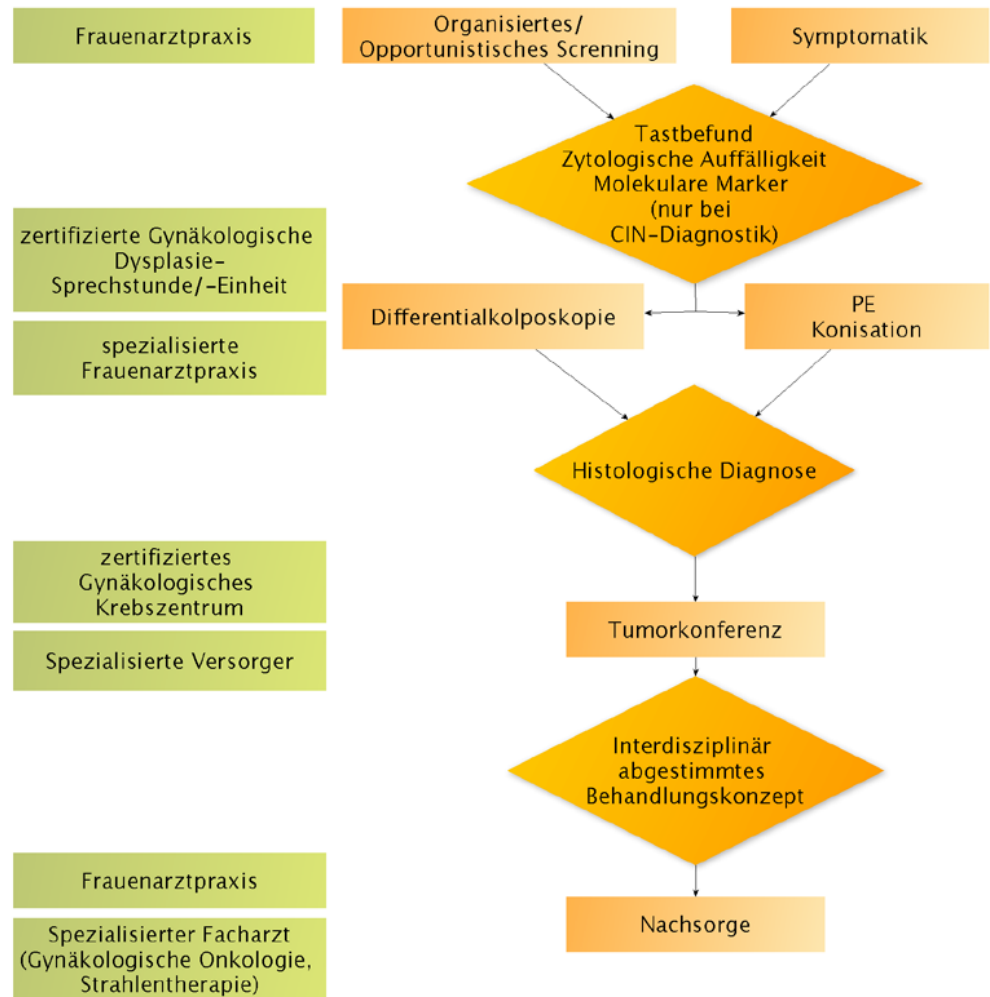 Frauenarztpraxis
Organisiertes/
Opportunistisches Screnning
Symptomatik
Tastbefund
Zytologische Auffälligkeit
Molekulare Marker
(nur bei
CIN-Diagnostik)
zertifizierte Gynäkologische
Dysplasie-
Sprechstunde/-Einheit
spezialisierte
Frauenarztpraxis
Differentialkolposkopie
PE
Konisation
Histologische Diagnose
zertifiziertes
Gynäkologisches
Krebszentrum
Spezialisierte Versorger
Tumorkonferenz
Interdisziplinär
abgestimmtes
Behandlungskonzept
Frauenarztpraxis
Spezialisierter Facharzt
(Gynäkologische Onkologie,
Strahlentherapie)
Nachsorge